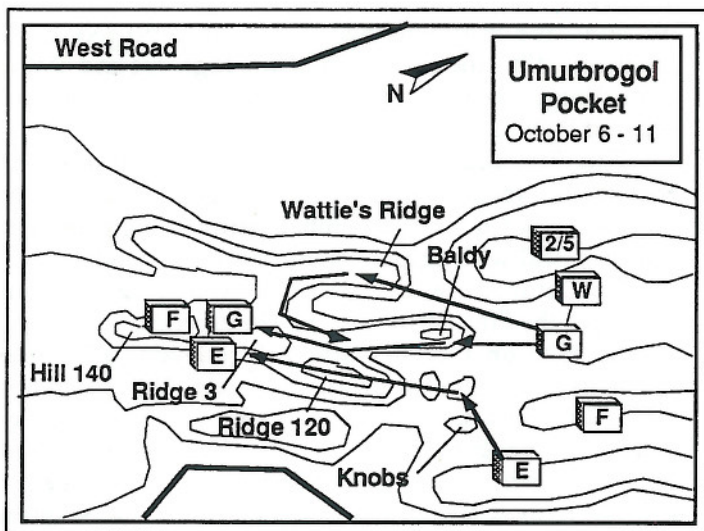 West Road
N
Umurbrogol
Pocket
October 6 - 11
Wattie's Ridge
Baldy
2/5
W
F
G
G
E
Hill 140
Ridge 3
Ridge 120
F
Knobs
E